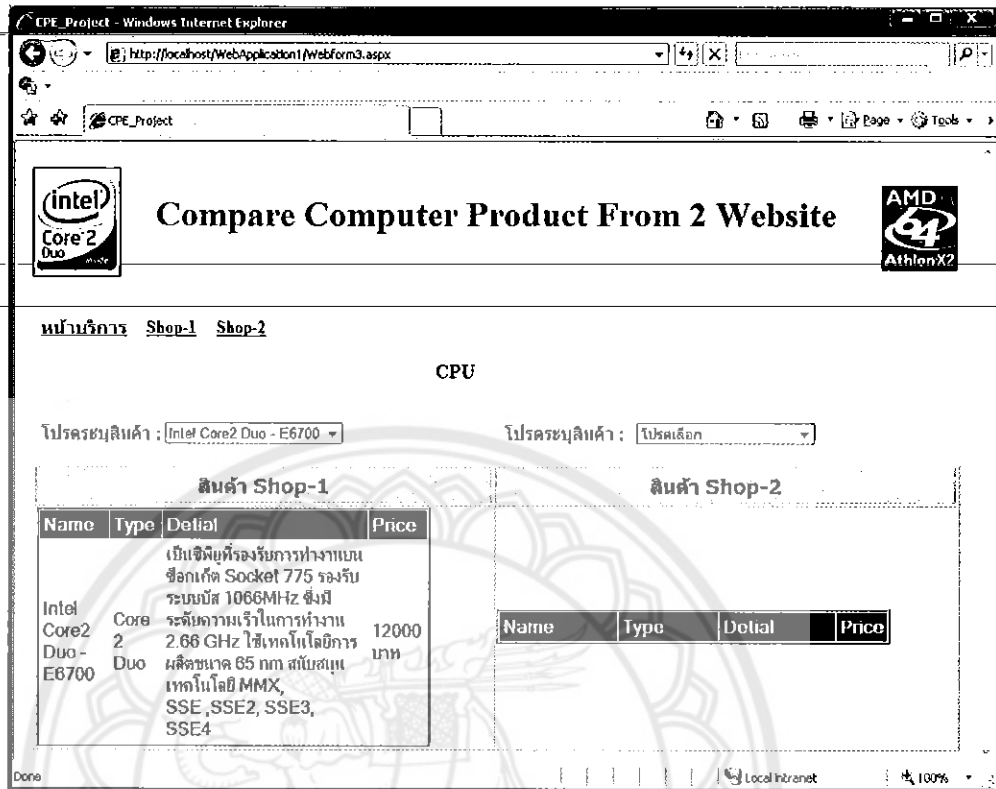 CPE_Project - Windows Internet Explorer
http://localhost/WebApplication1/Webform3.aspx
CPE_Project
Page
Tools
intel
Core 2
Duo
Compare Computer Product From 2 Website
AMD
64
AthlonX2
หน้าบริการ Shop-1 Shop-2
CPU
โปรดระบุสินค้า : Intel Core2 Duo - E6700
โปรดระบุสินค้า : โปรดเลือก
สินค้า Shop-1
สินค้า Shop-2
Name Type Detial Price
Intel Core2 Duo - E6700
Core 2 Duo
เป็นซีพียูที่รองรับการทำงานบน
ซ็อกเก็ต Socket 775 รองรับ
ระบบบัส 1066MHz ซึ่งมี
ระดับความเร็วในการทำงาน
2.66 GHz ใช้เทคโนโลยีการ
ผลิตขนาด 65 nm สนับสนุน
เทคโนโลยี MMX,
SSE ,SSE2, SSE3,
SSE4
12000
บาท
Name Type Detial Price
Done
Local intranet
100%